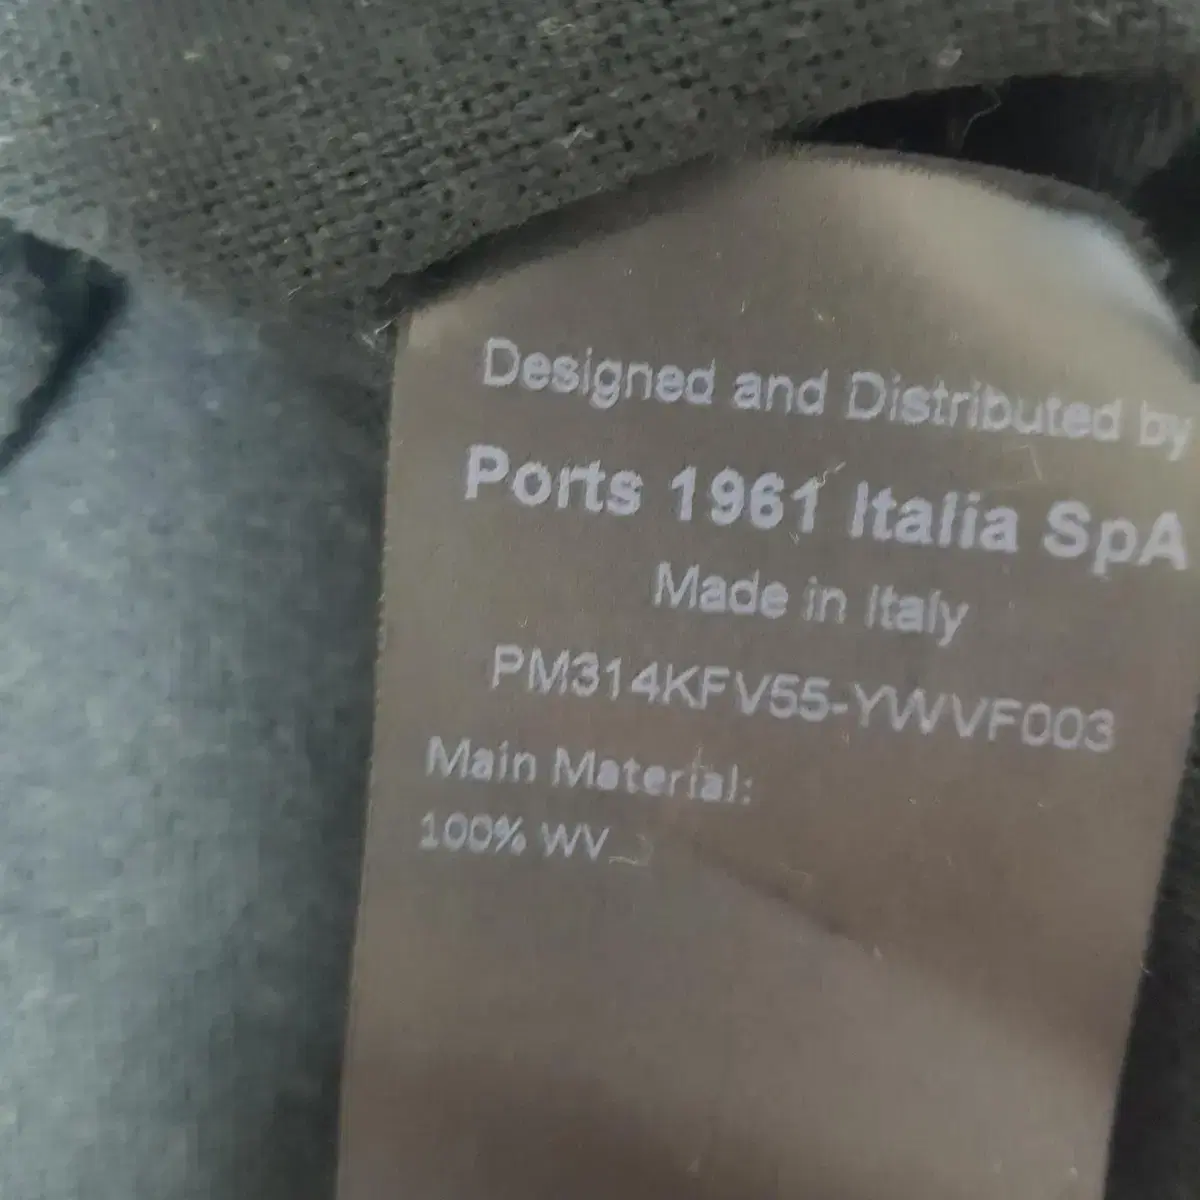 Designed and Distributed by
Ports 1961 Italia SpA
Made in Italy
PM314KFV55-YWVF003
Main Material:
100% WV